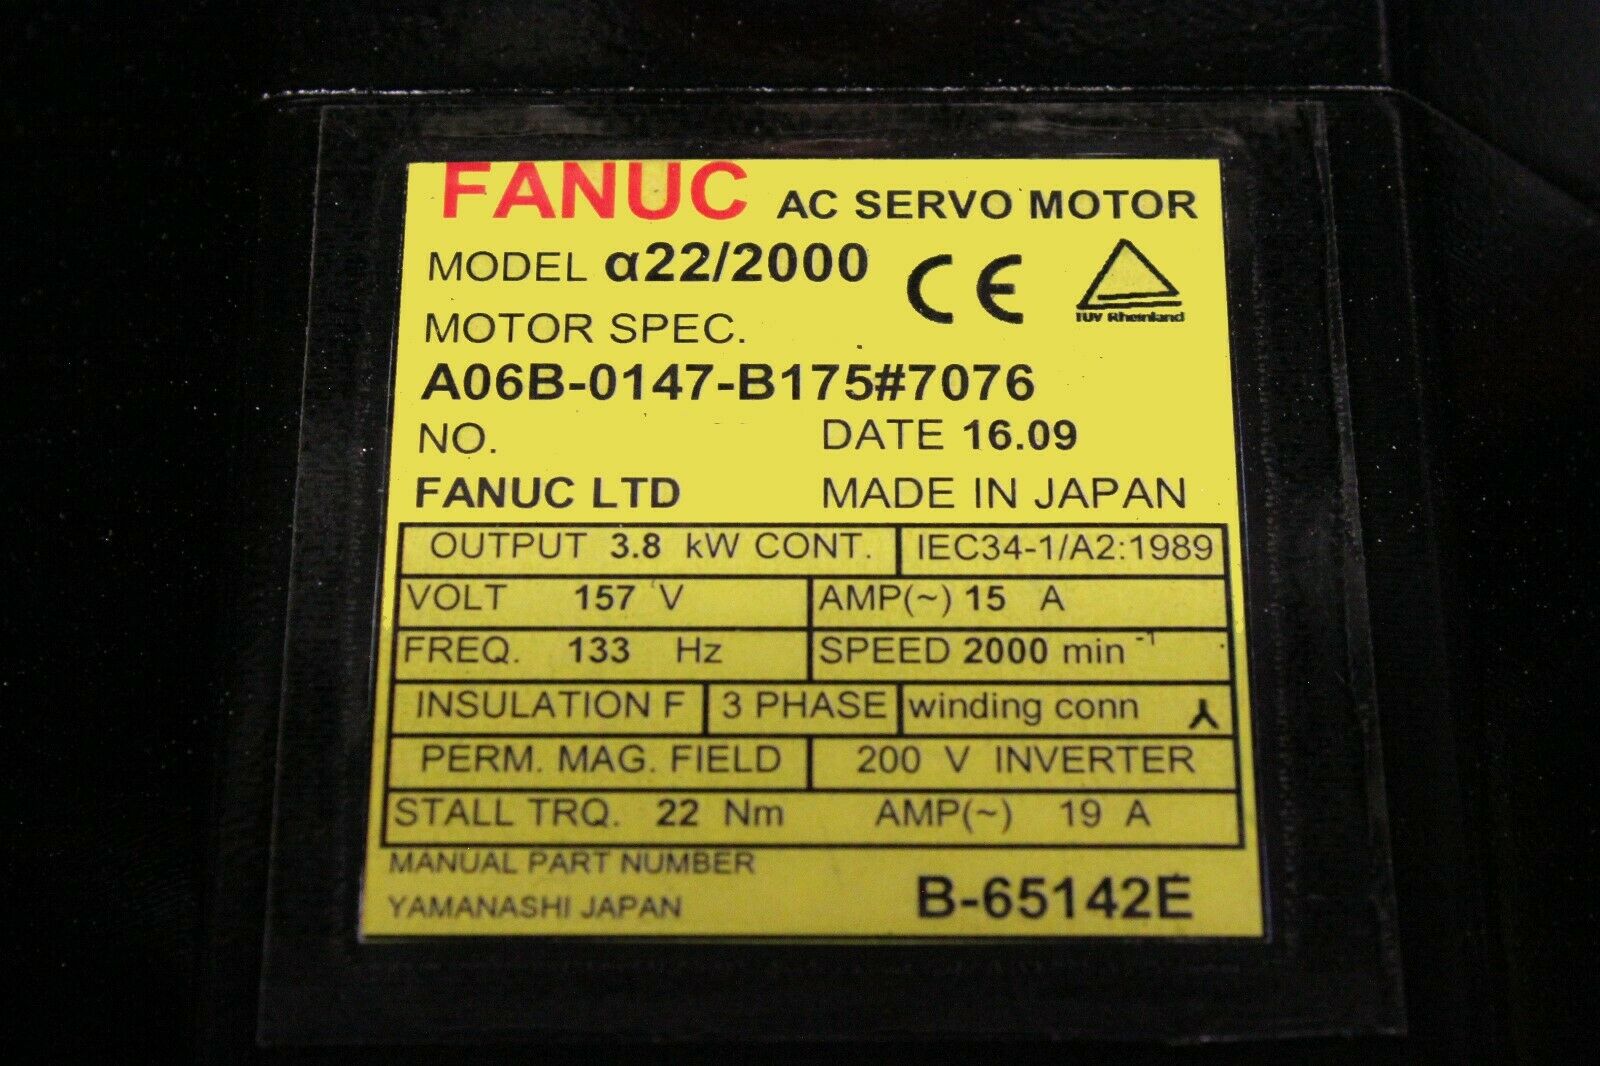 FANUC AC SERVO MOTOR
MODEL α22/2000 CE
TUV Rheinland
MOTOR SPEC.
A06B-0147-B175#7076
NO. DATE 16.09
FANUC LTD MADE IN JAPAN
OUTPUT 3.8 kW CONT. IEC34-1/A2:1989
VOLT 157 V AMP(~) 15 A
FREQ. 133 Hz SPEED 2000 min⁻¹
INSULATION F 3 PHASE winding conn
PERM. MAG. FIELD 200 V INVERTER
STALL TRQ. 22 Nm AMP(~) 19 A
MANUAL PART NUMBER
YAMANASHI JAPAN B-65142E